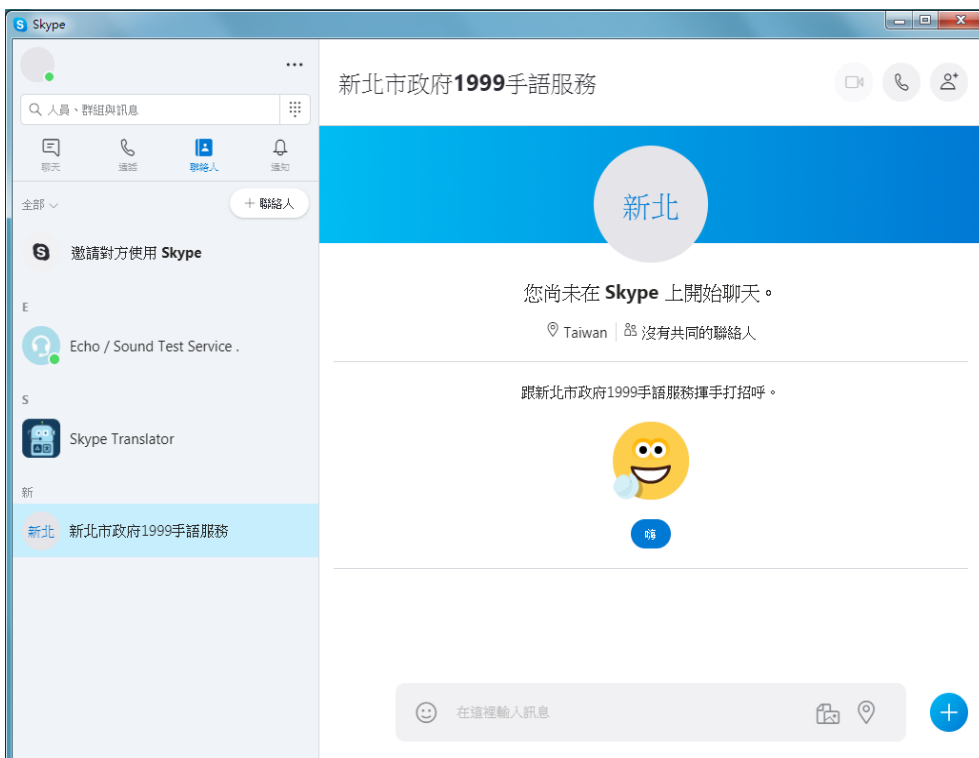 Skype
人員、群組與訊息
聊天
通話
聯絡人
通知
全部
聯絡人
邀請對方使用 Skype
E
Echo / Sound Test Service .
S
Skype Translator
新
新北 新北市政府1999手語服務
新北市政府1999手語服務
新北
您尚未在 Skype 上開始聊天。
Taiwan 沒有共同的聯絡人
跟新北市政府1999手語服務揮手打招呼。
嗨
在這裡輸入訊息